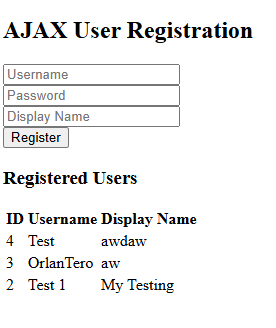 AJAX User Registration
Username
Password
Display Name
Register
Registered Users
ID Username Display Name
4 Test awdaw
3 OrlanTero aw
2 Test 1 My Testing